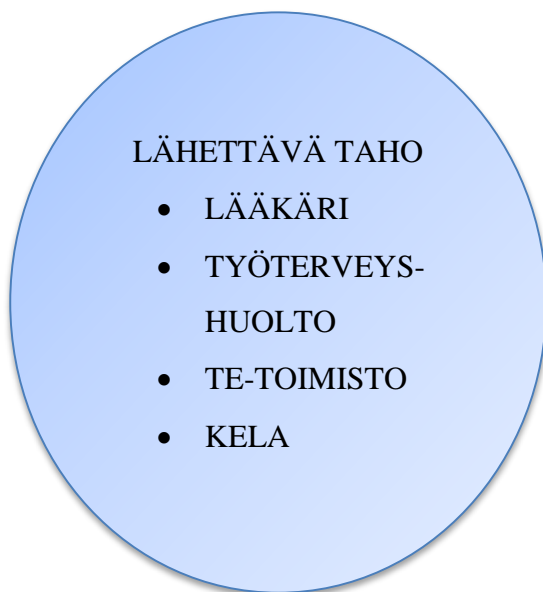 LÄHETTÄVÄ TAHO
• LÄÄKÄRI
• TYÖTERVEYS-
HUOLTO
• TE-TOIMISTO
• KELA